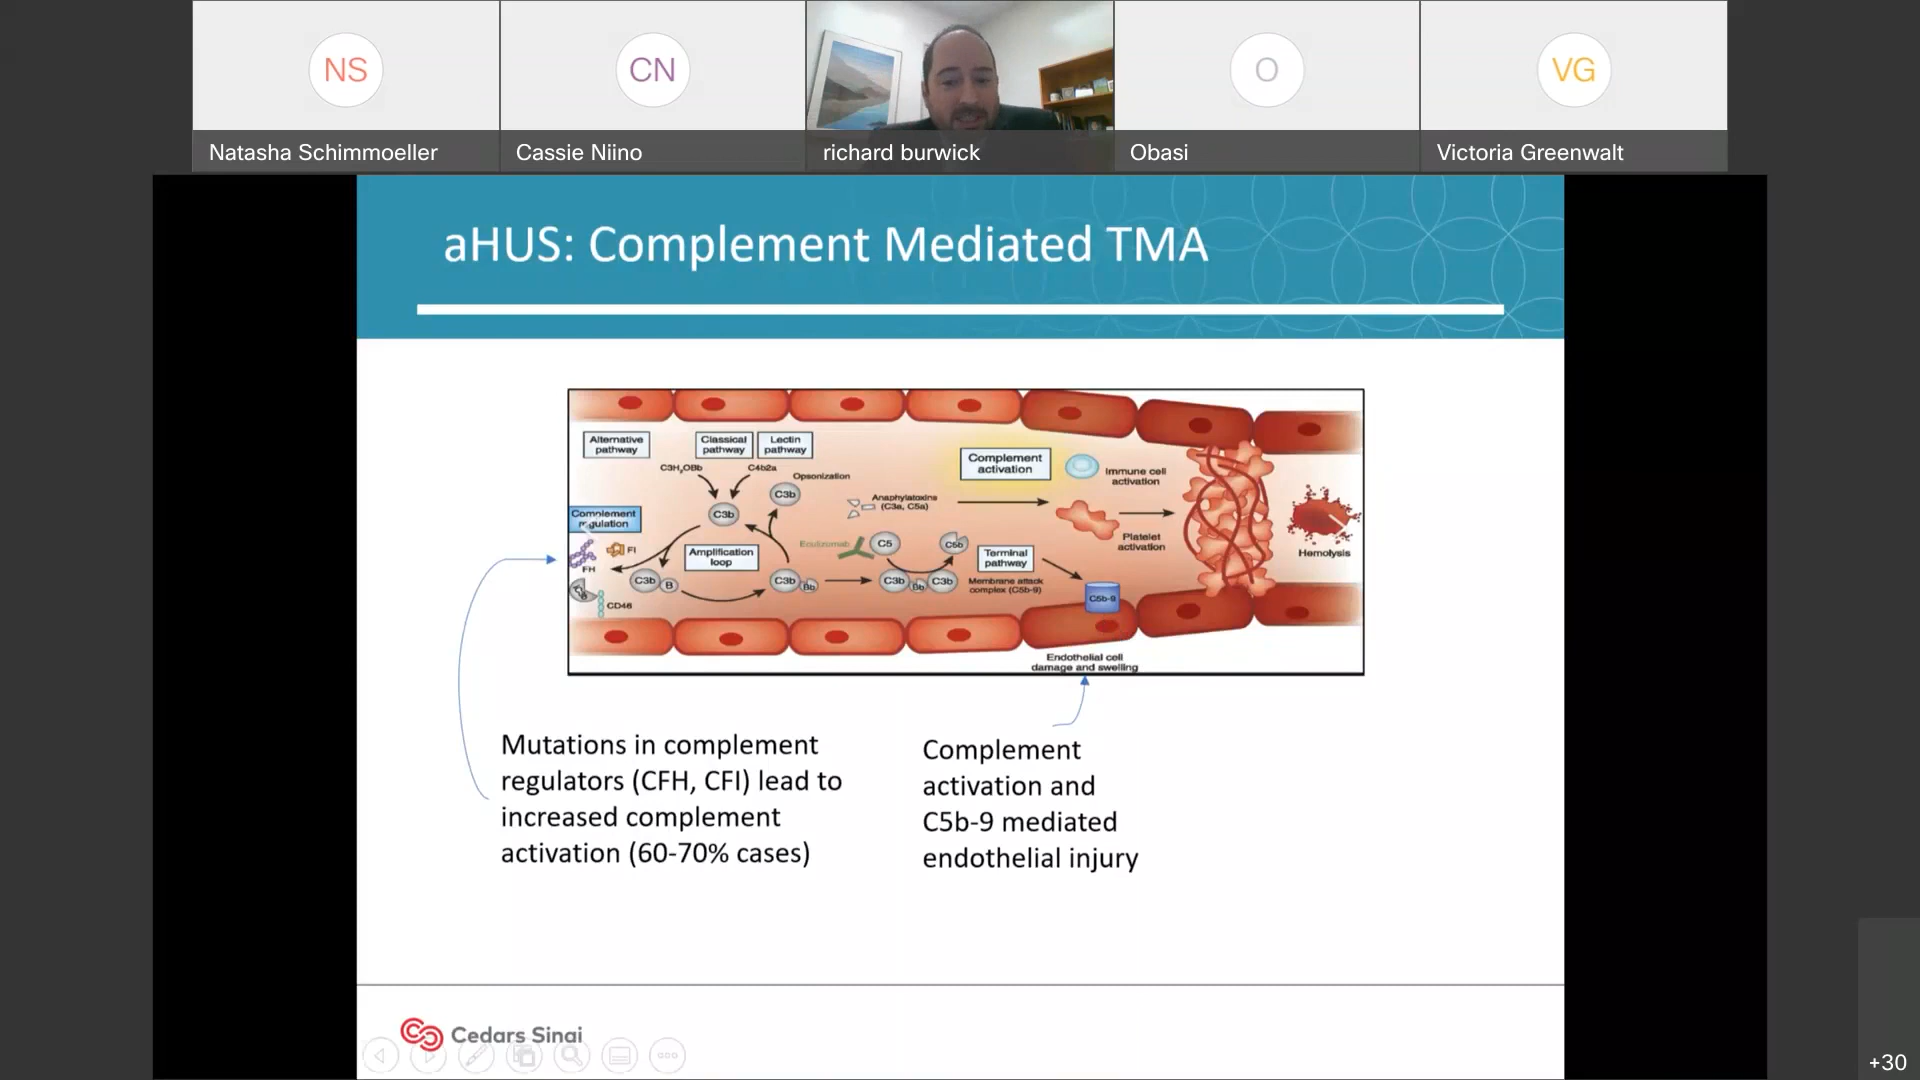 NS
CN
O
VG
Natasha Schimmoeller
Cassie Niino
richard burwick
Obasi
Victoria Greenwalt
aHUS: Complement Mediated TMA
Alternative
pathway
Classical
pathway
Lectin
pathway
C3H₂OBb
C4b2a
Opsonization
C3b
C3b
Complement
activation
Immune cell
activation
Anaphylatoxins
(C3a, C5a)
Complement
regulation
FI
FH
Amplification
loop
Eculizumab
C5
C5b
Terminal
pathway
Platelet
activation
Hemolysis
C3b
B
C3b
Bb
C3b
Bb
C3b
Membrane attack
complex (C5b-9)
C5b-9
CD46
Endothelial cell
damage and swelling
Mutations in complement
regulators (CFH, CFI) lead to
increased complement
activation (60-70% cases)
Complement
activation and
C5b-9 mediated
endothelial injury
Cedars Sinai
+30